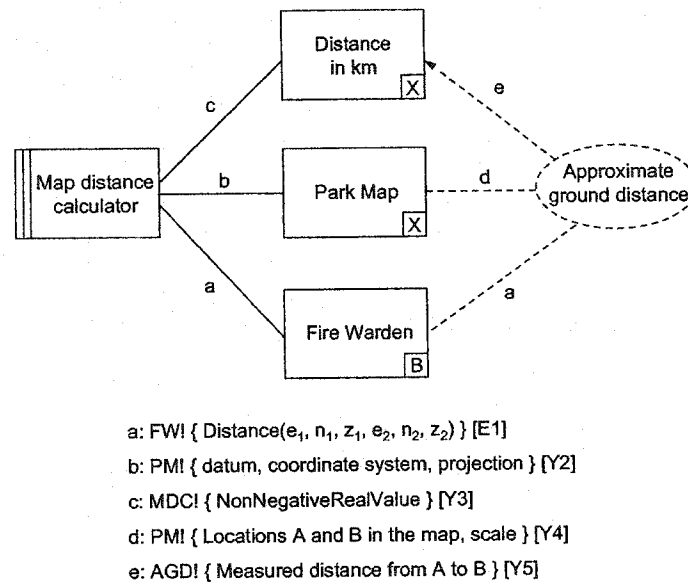 Distance
in km
X
c
e
Map distance
calculator
b
Park Map
X
d
Approximate
ground distance
a
a
Fire Warden
B
a: FW! { Distance(e₁, n₁, z₁, e₂, n₂, z₂) } [E1]
b: PM! { datum, coordinate system, projection } [Y2]
c: MDC! { NonNegativeRealValue } [Y3]
d: PM! { Locations A and B in the map, scale } [Y4]
e: AGD! { Measured distance from A to B } [Y5]